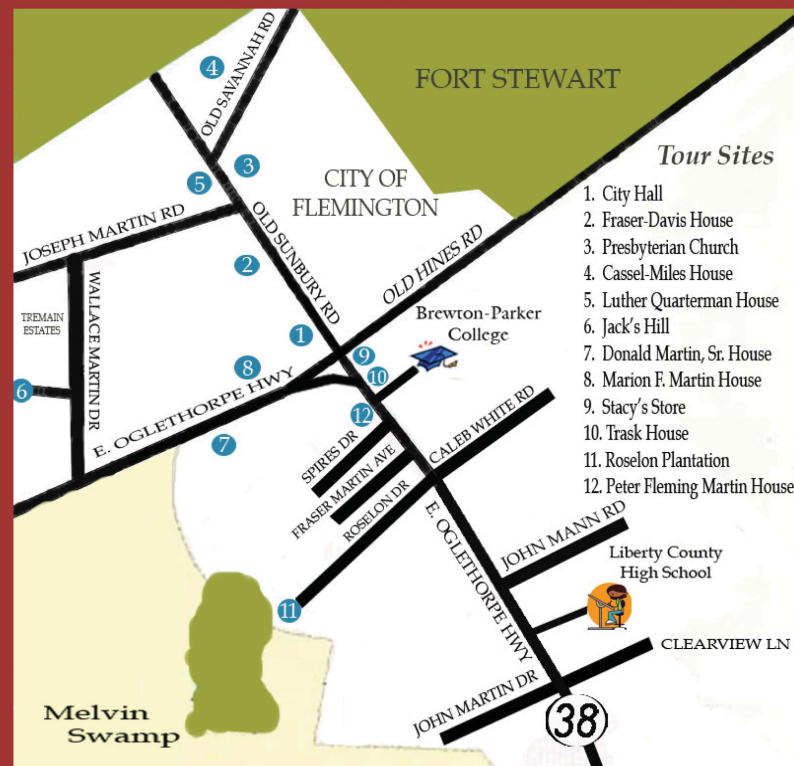 FORT STEWART
OLD SAVANNAH RD
4
3
5
CITY OF
FLEMINGTON
JOSEPH MARTIN RD
OLD SUNBURY RD
OLD HINES RD
2
WALLACE MARTIN DR
TREMAIN
ESTATES
1
Brewton-Parker
College
9
8
10
6
E. OGLETHORPE HWY
12
7
SPIRES DR
FRASER MARTIN AVE
ROSELON DR
CALEB WHITE RD
11
E. OGLETHORPE HWY
JOHN MANN RD
Liberty County
High School
CLEARVIEW LN
JOHN MARTIN DR
38
Melvin
Swamp
Tour Sites
1. City Hall
2. Fraser-Davis House
3. Presbyterian Church
4. Cassel-Miles House
5. Luther Quarterman House
6. Jack's Hill
7. Donald Martin, Sr. House
8. Marion F. Martin House
9. Stacy's Store
10. Trask House
11. Roselon Plantation
12. Peter Fleming Martin House